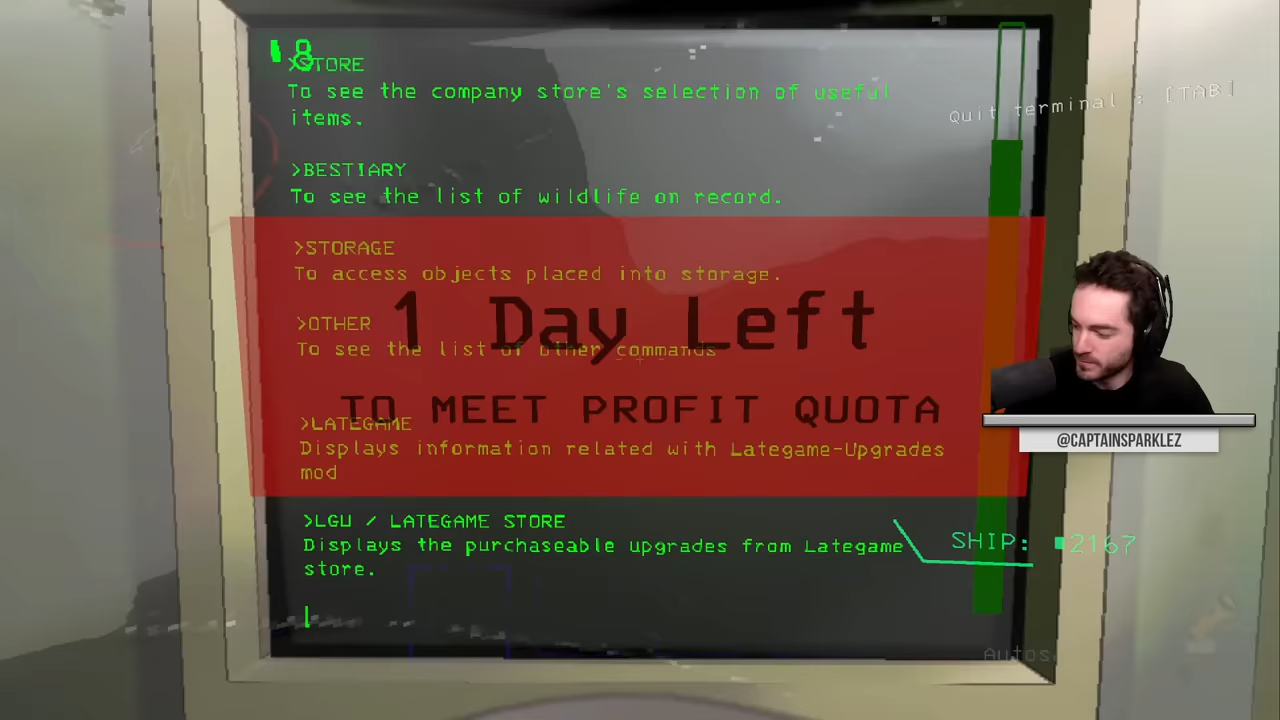 8
>STORE
To see the company store's selection of useful
items.
Quit terminal : [TAB]
>BESTIARY
To see the list of wildlife on record.
>STORAGE
To access objects placed into storage.
1 Day Left
>OTHER
To see the list of other commands
TO MEET PROFIT QUOTA
>LATEGAME
Displays information related with Lategame-Upgrades
mod
@CAPTAINSPARKLEZ
>LGU / LATEGAME STORE
Displays the purchaseable upgrades from Lategame
store.
SHIP: ■2167